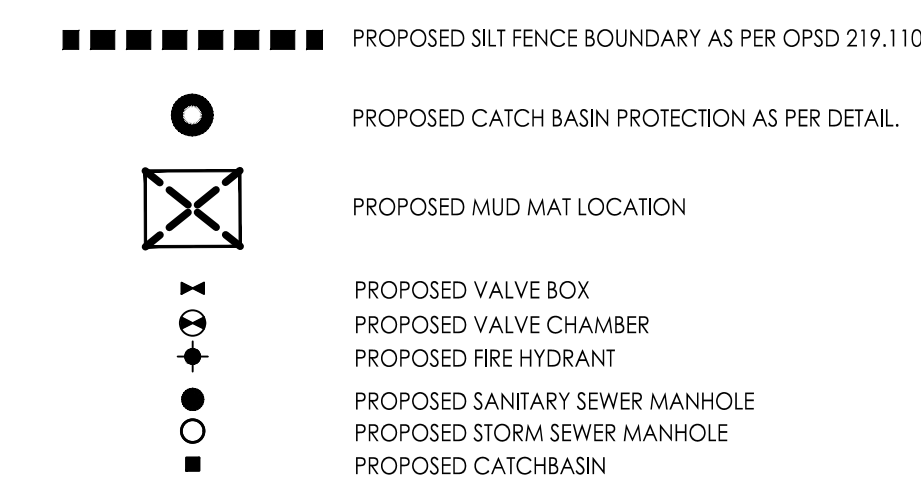 PROPOSED SILT FENCE BOUNDARY AS PER OPSD 219.110
PROPOSED CATCH BASIN PROTECTION AS PER DETAIL.
PROPOSED MUD MAT LOCATION
PROPOSED VALVE BOX
PROPOSED VALVE CHAMBER
PROPOSED FIRE HYDRANT
PROPOSED SANITARY SEWER MANHOLE
PROPOSED STORM SEWER MANHOLE
PROPOSED CATCHBASIN